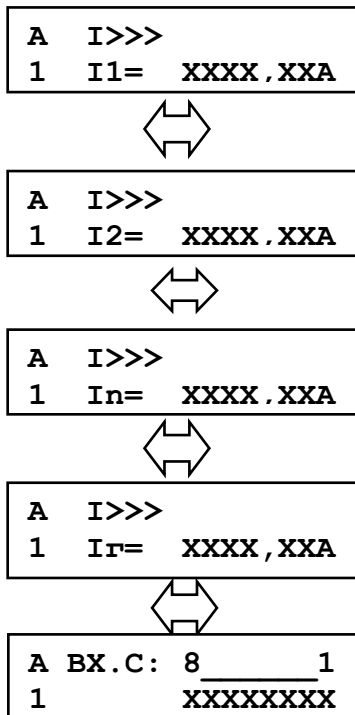 A I>>>
1 I1= XXXX,XXA
A I>>>
1 I2= XXXX,XXA
A I>>>
1 In= XXXX,XXA
A I>>>
1 Ir= XXXX,XXA
A BX.C: 8______1
1 XXXXXXXX